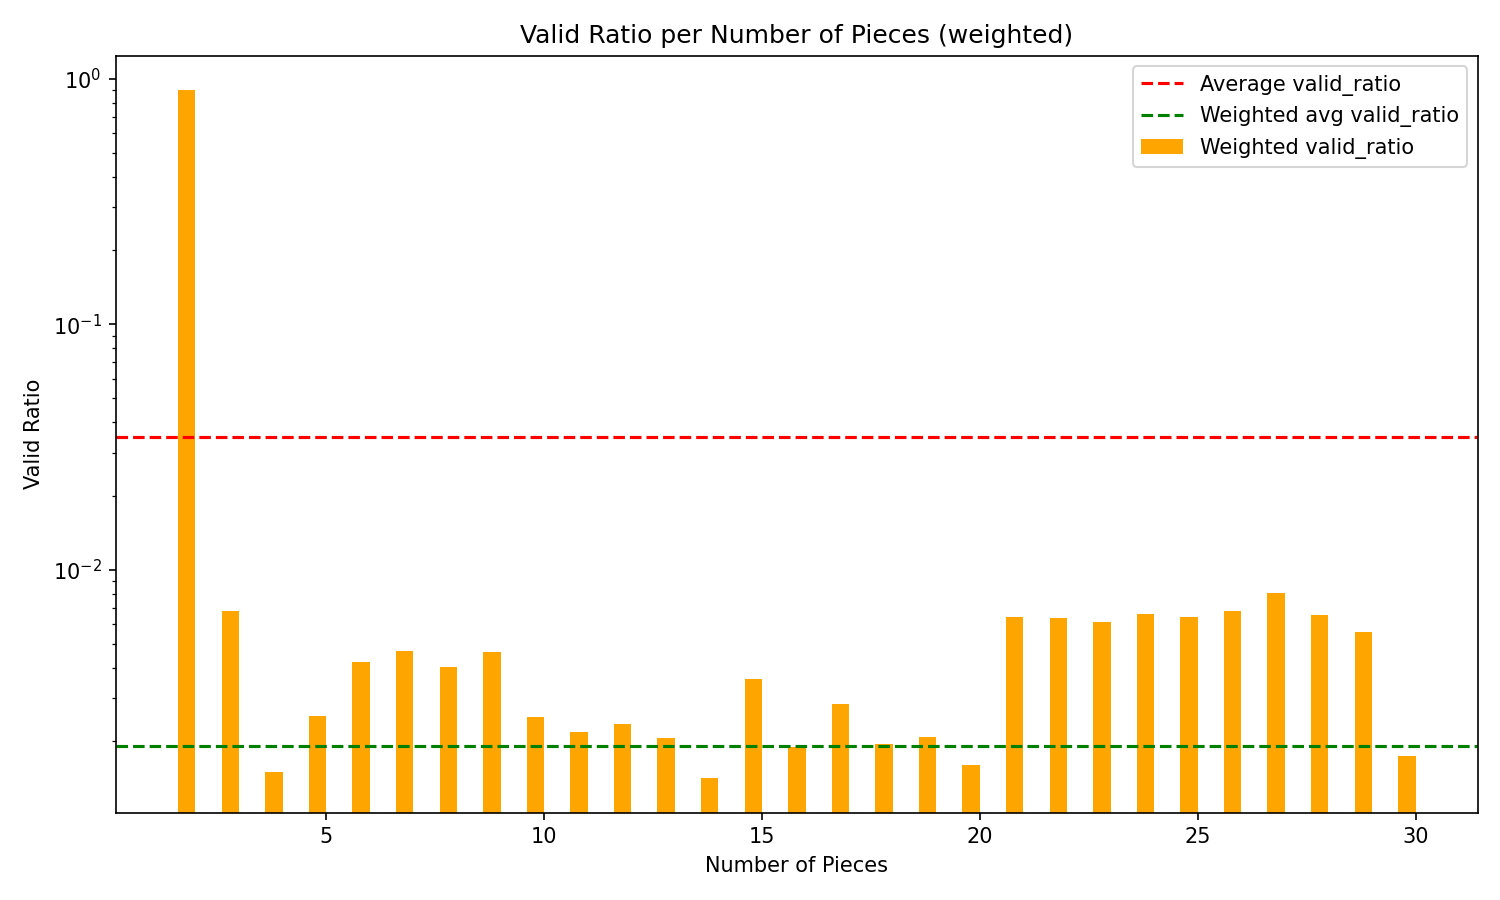 Valid Ratio per Number of Pieces (weighted)
Average valid_ratio
Weighted avg valid_ratio
Weighted valid_ratio
10⁰
10⁻¹
10⁻²
Valid Ratio
5 10 15 20 25 30
Number of Pieces